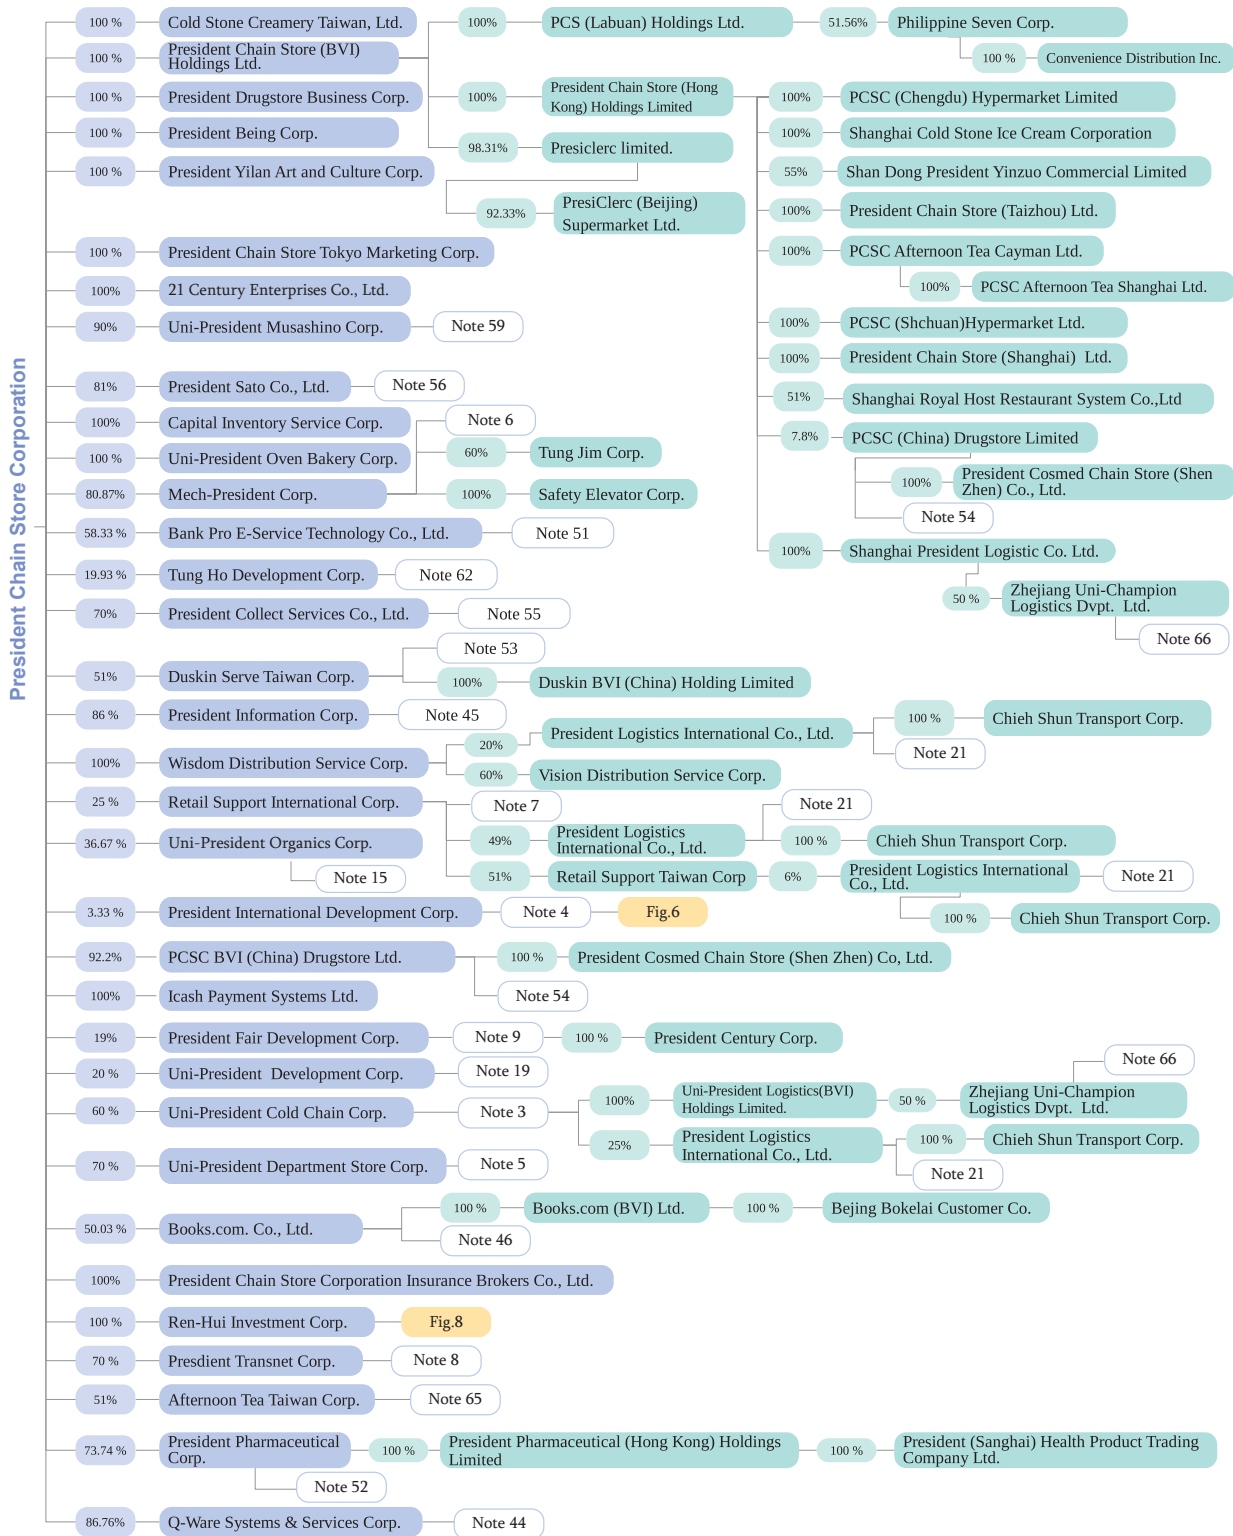 President Chain Store Corporation
100 % Cold Stone Creamery Taiwan, Ltd. 100% PCS (Labuan) Holdings Ltd. 51.56% Philippine Seven Corp.
100 % President Chain Store (BVI)
Holdings Ltd.
100 % Convenience Distribution Inc.
100 % President Drugstore Business Corp. 100% President Chain Store (Hong
Kong) Holdings Limited
100% PCSC (Chengdu) Hypermarket Limited
100 % President Being Corp. 98.31% Presiclerc limited. 100% Shanghai Cold Stone Ice Cream Corporation
100 % President Yilan Art and Culture Corp. 55% Shan Dong President Yinzuo Commercial Limited
92.33% PresiClerc (Beijing)
Supermarket Ltd.
100% President Chain Store (Taizhou) Ltd.
100 % President Chain Store Tokyo Marketing Corp. 100% PCSC Afternoon Tea Cayman Ltd.
100% 21 Century Enterprises Co., Ltd. 100% PCSC Afternoon Tea Shanghai Ltd.
90% Uni-President Musashino Corp. Note 59 100% PCSC (Shchuan)Hypermarket Ltd.
100% President Chain Store (Shanghai) Ltd.
81% President Sato Co., Ltd. Note 56 51% Shanghai Royal Host Restaurant System Co.,Ltd
100% Capital Inventory Service Corp. Note 6 7.8% PCSC (China) Drugstore Limited
100 % Uni-President Oven Bakery Corp. 60% Tung Jim Corp.
80.87% Mech-President Corp. 100% Safety Elevator Corp. 100% President Cosmed Chain Store (Shen
Zhen) Co., Ltd.
Note 54
58.33 % Bank Pro E-Service Technology Co., Ltd. Note 51
100% Shanghai President Logistic Co. Ltd.
19.93 % Tung Ho Development Corp. Note 62
50 % Zhejiang Uni-Champion
Logistics Dvpt. Ltd.
70% President Collect Services Co., Ltd. Note 55
Note 66
Note 53
51% Duskin Serve Taiwan Corp. 100% Duskin BVI (China) Holding Limited
86 % President Information Corp. Note 45
20% President Logistics International Co., Ltd. 100 % Chieh Shun Transport Corp.
Note 21
100% Wisdom Distribution Service Corp. 60% Vision Distribution Service Corp.
25 % Retail Support International Corp. Note 7 Note 21
36.67 % Uni-President Organics Corp. 49% President Logistics
International Co., Ltd.
100 % Chieh Shun Transport Corp.
Note 15 51% Retail Support Taiwan Corp 6% President Logistics International
Co., Ltd.
Note 21
3.33 % President International Development Corp. Note 4 Fig.6 100 % Chieh Shun Transport Corp.
92.2% PCSC BVI (China) Drugstore Ltd. 100 % President Cosmed Chain Store (Shen Zhen) Co, Ltd.
100% Icash Payment Systems Ltd. Note 54
19% President Fair Development Corp. Note 9 100 % President Century Corp.
20 % Uni-President Development Corp. Note 19 Note 66
60 % Uni-President Cold Chain Corp. Note 3 100% Uni-President Logistics(BVI)
Holdings Limited.
50 % Zhejiang Uni-Champion
Logistics Dvpt. Ltd.
25% President Logistics
International Co., Ltd.
100 % Chieh Shun Transport Corp.
Note 21
70 % Uni-President Department Store Corp. Note 5
50.03 % Books.com. Co., Ltd. 100 % Books.com (BVI) Ltd. 100 % Bejing Bokelai Customer Co.
Note 46
100% President Chain Store Corporation Insurance Brokers Co., Ltd.
100 % Ren-Hui Investment Corp. Fig.8
70 % Presdient Transnet Corp. Note 8
51% Afternoon Tea Taiwan Corp. Note 65
73.74 % President Pharmaceutical
Corp.
100 % President Pharmaceutical (Hong Kong) Holdings
Limited
100 % President (Sanghai) Health Product Trading
Company Ltd.
Note 52
86.76% Q-Ware Systems & Services Corp. Note 44